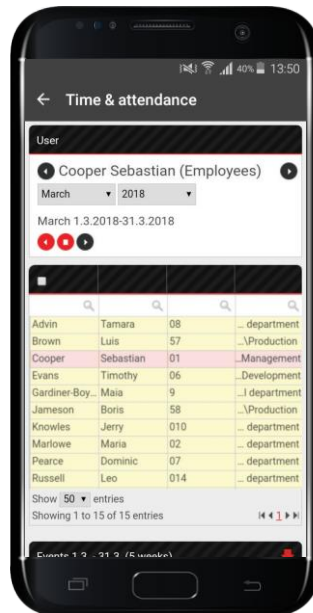 40% 13:50
Time & attendance
User
Cooper Sebastian (Employees)
March 2018
March 1.3.2018-31.3.2018
Advin Tamara 08 ... department
Brown Luis 57 ...\Production
Cooper Sebastian 01 ...Management
Evans Timothy 06 ...Development
Gardiner-Boy... Maia 9 ...l department
Jameson Boris 58 ...\Production
Knowles Jerry 010 ... department
Marlowe Maria 02 ... department
Pearce Dominic 07 ... department
Russell Leo 014 ... department
Show 50 entries
Showing 1 to 15 of 15 entries 1
Events 1.3. - 31.3. (5 weeks)